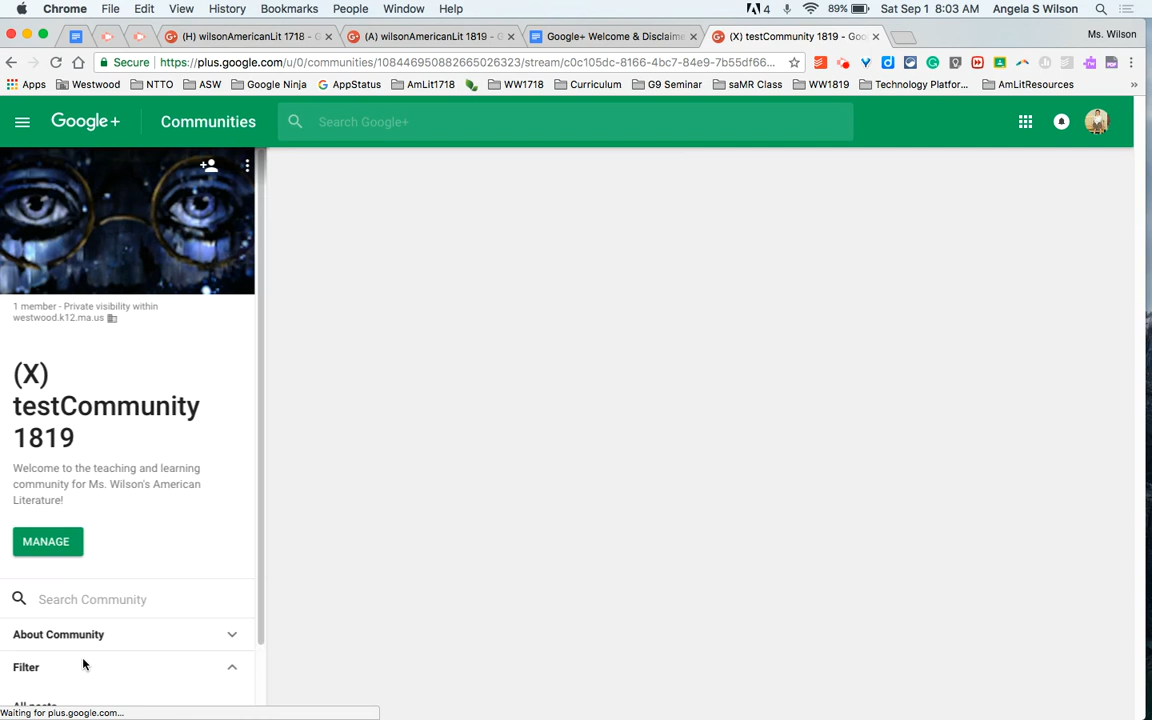 Chrome File Edit View History Bookmarks People Window Help 4 89% Sat Sep 1 8:03 AM Angela S Wilson
(H) wilsonAmericanLit 1718 - G (A) wilsonAmericanLit 1819 - G Google+ Welcome & Disclaime (X) testCommunity 1819 - Goo Ms. Wilson
Secure https://plus.google.com/u/0/communities/108446950882665026323/stream/c0c105dc-8166-4bc7-84e9-7b55df66...
Apps Westwood NTTO ASW Google Ninja AppStatus AmLit1718 WW1718 Curriculum G9 Seminar saMR Class WW1819 Technology Platfor... AmLitResources »
Google+ Communities Search Google+
1 member - Private visibility within
westwood.k12.ma.us
(X)
testCommunity
1819
Welcome to the teaching and learning
community for Ms. Wilson's American
Literature!
MANAGE
Search Community
About Community
Filter
All posts
Waiting for plus.google.com...